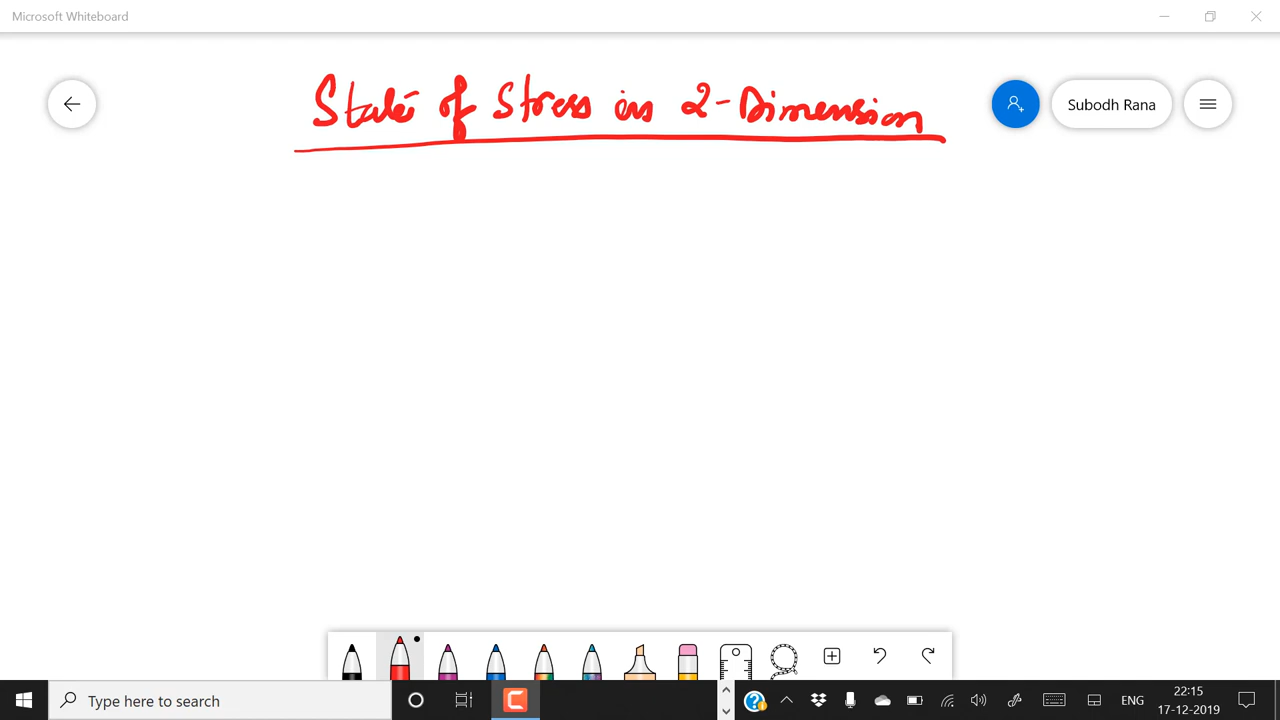 Microsoft Whiteboard
State of Stress in 2-Dimension
Subodh Rana
Type here to search
ENG
22:15
17-12-2019